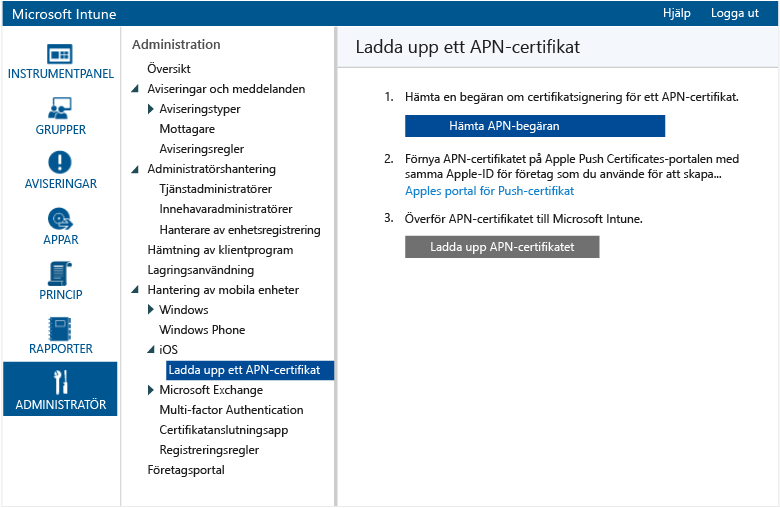 Microsoft Intune
Hjälp
Logga ut
INSTRUMENTPANEL
GRUPPER
AVISERINGAR
APPAR
PRINCIP
RAPPORTER
ADMINISTRATÖR
Administration
Översikt
Aviseringar och meddelanden
Aviseringstyper
Mottagare
Aviseringsregler
Administratörshantering
Tjänstadministratörer
Innehavaradministratörer
Hanterare av enhetsregistrering
Hämtning av klientprogram
Lagringsanvändning
Hantering av mobila enheter
Windows
Windows Phone
iOS
Ladda upp ett APN-certifikat
Microsoft Exchange
Multi-factor Authentication
Certifikatanslutningsapp
Registreringsregler
Företagsportal
Ladda upp ett APN-certifikat
1. Hämta en begäran om certifikatsignering för ett APN-certifikat.
Hämta APN-begäran
2. Förnya APN-certifikatet på Apple Push Certificates-portalen med
samma Apple-ID för företag som du använde för att skapa...
Apples portal för Push-certifikat
3. Överför APN-certifikatet till Microsoft Intune.
Ladda upp APN-certifikatet